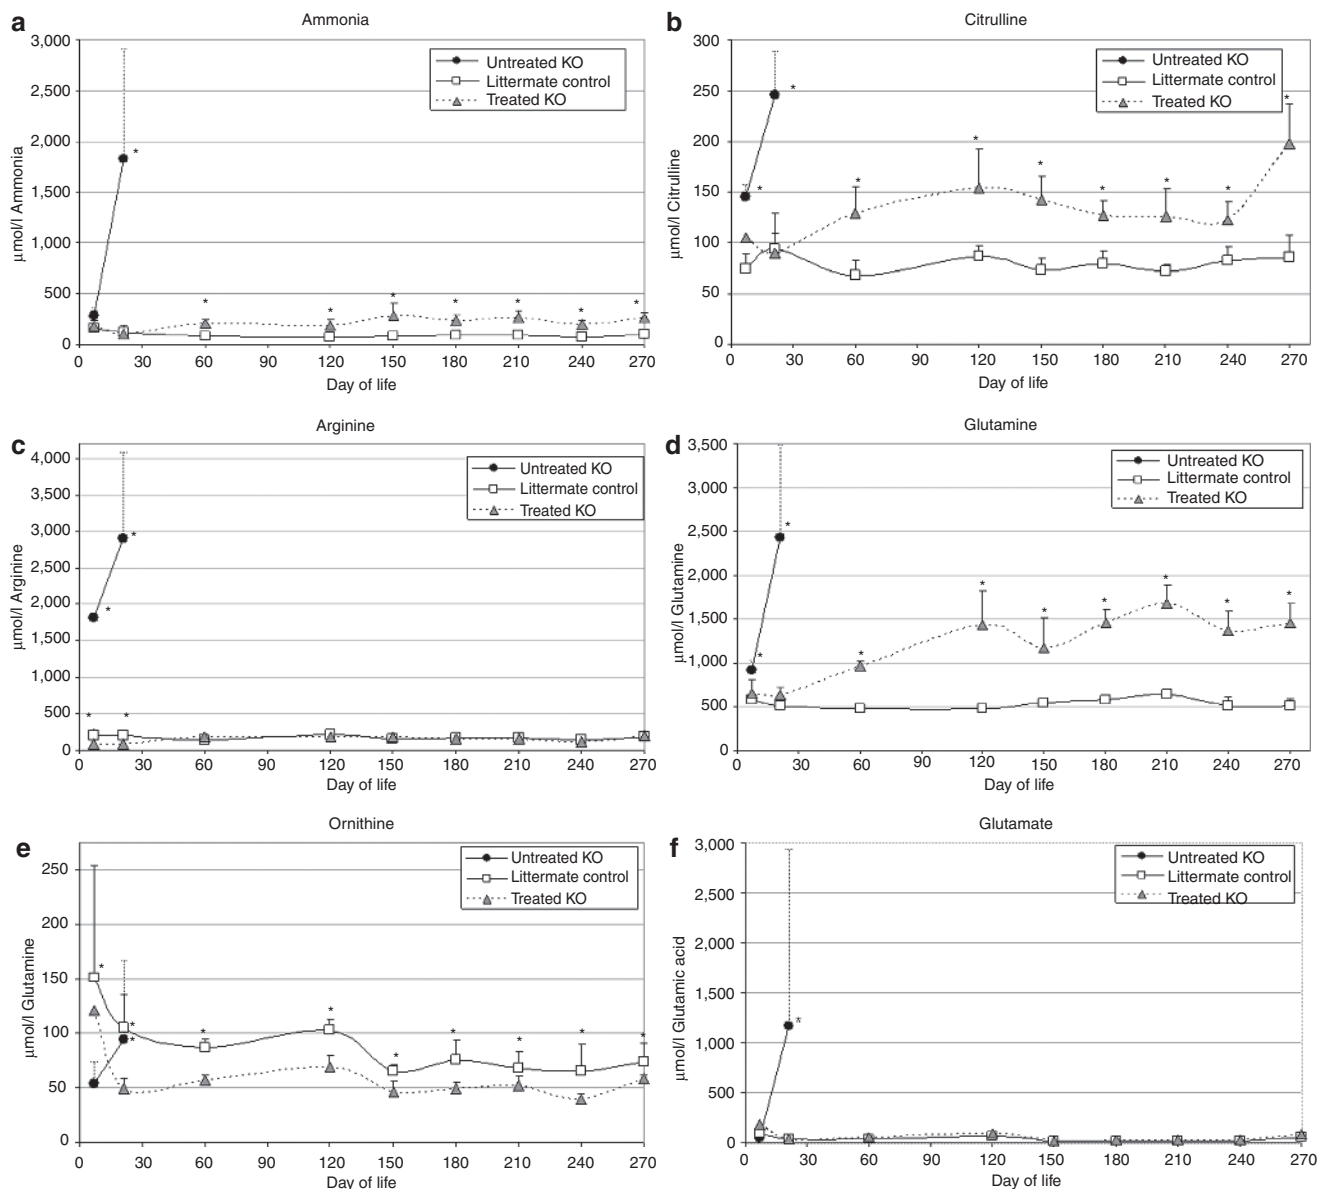 a
Ammonia
3,000
2,500
2,000
1,500
1,000
500
0
µmol/l Ammonia
Untreated KO
Littermate control
Treated KO
* * * * * * * *
0 30 60 90 120 150 180 210 240 270
Day of life
b
Citrulline
300
250
200
150
100
50
0
µmol/l Citrulline
Untreated KO
Littermate control
Treated KO
* * * * * * * * *
0 30 60 90 120 150 180 210 240 270
Day of life
c
Arginine
4,000
3,500
3,000
2,500
2,000
1,500
1,000
500
0
µmol/l Arginine
Untreated KO
Littermate control
Treated KO
* * * *
0 30 60 90 120 150 180 210 240 270
Day of life
d
Glutamine
3,500
3,000
2,500
2,000
1,500
1,000
500
0
µmol/l Glutamine
Untreated KO
Littermate control
Treated KO
* * * * * * * * *
0 30 60 90 120 150 180 210 240 270
Day of life
e
Ornithine
250
200
150
100
50
0
µmol/l Glutamine
Untreated KO
Littermate control
Treated KO
* * * * * * * * * *
0 30 60 90 120 150 180 210 240 270
Day of life
f
Glutamate
3,000
2,500
2,000
1,500
1,000
500
0
µmol/l Glutamic acid
Untreated KO
Littermate control
Treated KO
*
0 30 60 90 120 150 180 210 240 270
Day of life